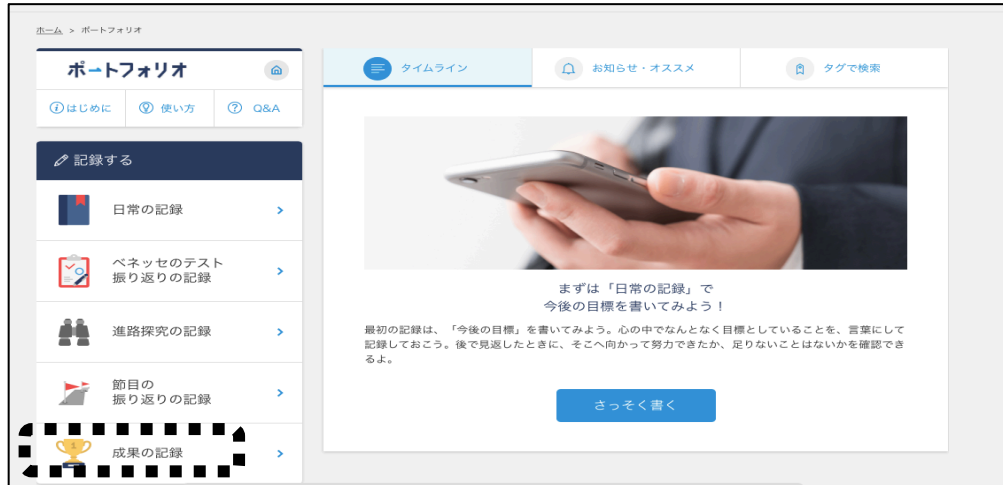 ホーム > ポートフォリオ
ポートフォリオ
はじめに
使い方
Q&A
記録する
日常の記録
ベネッセのテスト
振り返りの記録
進路探究の記録
節目の
振り返りの記録
1
成果の記録
タイムライン
お知らせ・オススメ
タグで検索
まずは「日常の記録」で
今後の目標を書いてみよう！
最初の記録は、「今後の目標」を書いてみよう。心の中でなんとなく目標としていることを、言葉にして
記録しておこう。後で見返したときに、そこへ向かって努力できたか、足りないことはないかを確認でき
るよ。
さっそく書く